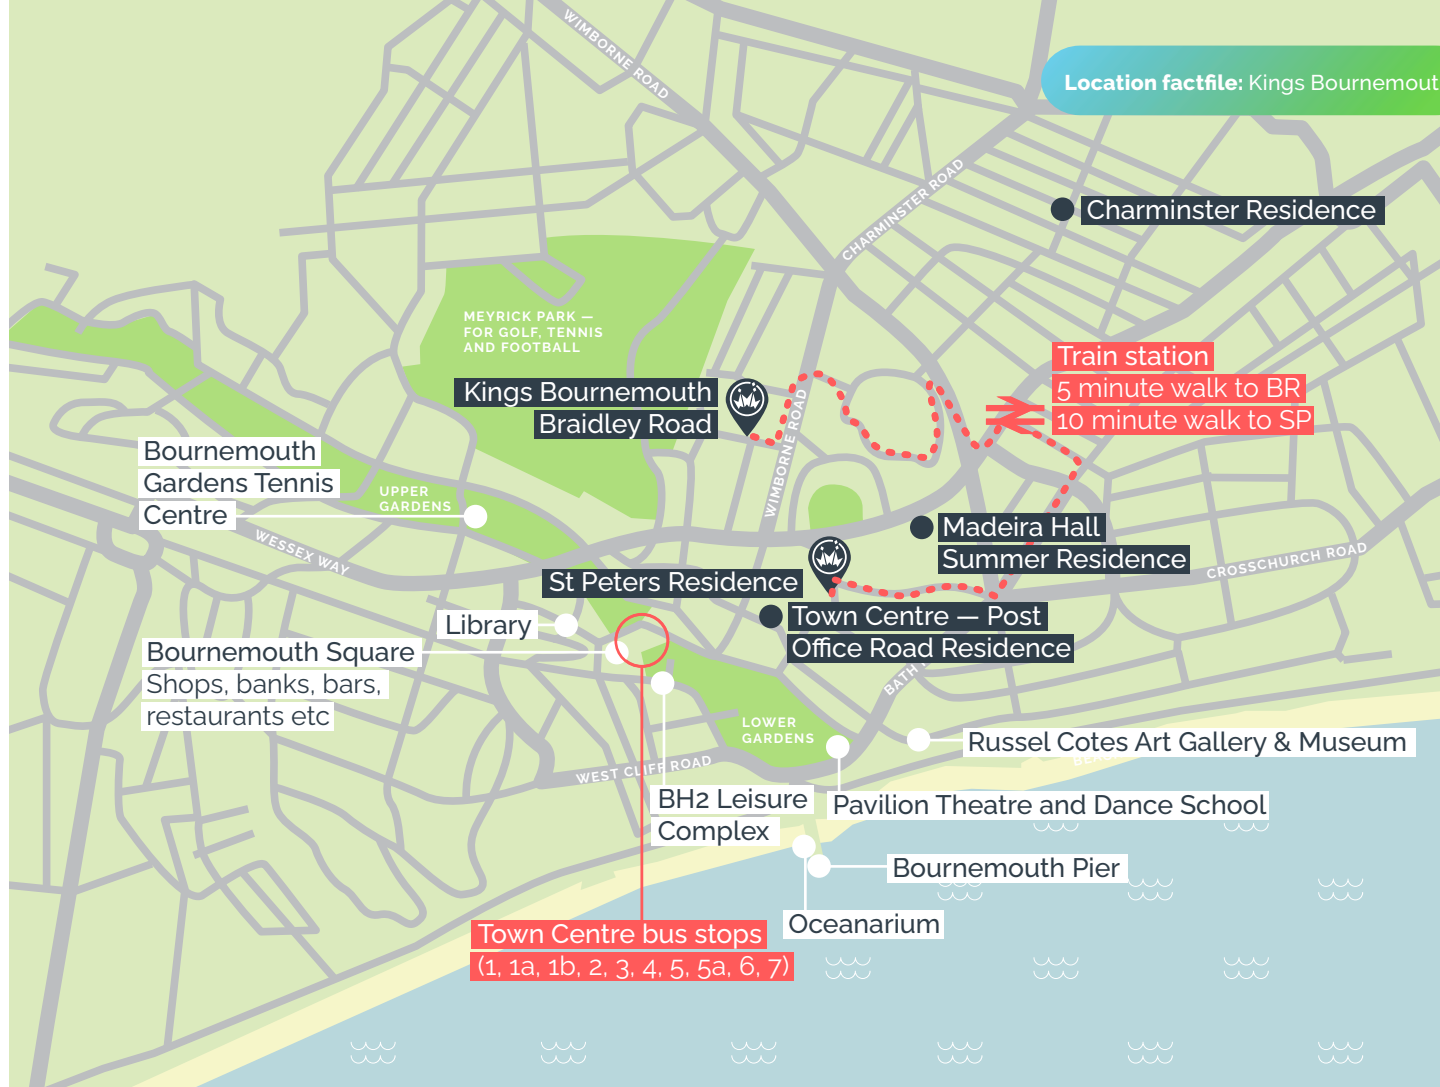 WIMBORNE ROAD
Location factfile: Kings Bournemout
CHARMINSTER ROAD
Charminster Residence
MEYRICK PARK —
FOR GOLF, TENNIS
AND FOOTBALL
Train station
5 minute walk to BR
10 minute walk to SP
Kings Bournemouth
Braidley Road
WIMBORNE ROAD
Bournemouth
Gardens Tennis
Centre
UPPER
GARDENS
WESSEX WAY
Madeira Hall
Summer Residence
CROSSCHURCH ROAD
St Peters Residence
Town Centre — Post
Office Road Residence
Library
Bournemouth Square
Shops, banks, bars,
restaurants etc
BATH
LOWER
GARDENS
Russel Cotes Art Gallery & Museum
WEST CLIFF ROAD
BH2 Leisure
Complex
Pavilion Theatre and Dance School
Bournemouth Pier
Oceanarium
Town Centre bus stops
(1, 1a, 1b, 2, 3, 4, 5, 5a, 6, 7)